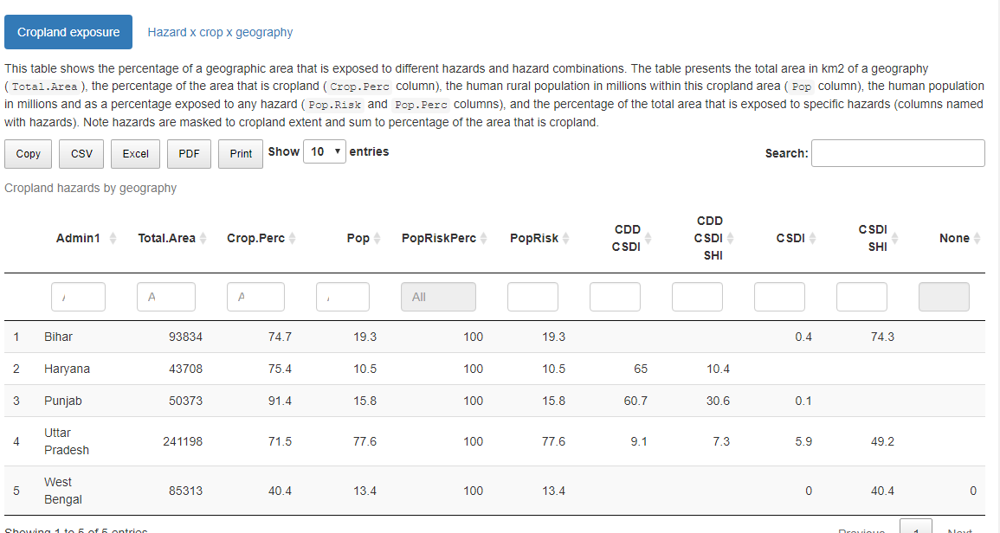 Cropland exposure Hazard x crop x geography
This table shows the percentage of a geographic area that is exposed to different hazards and hazard combinations. The table presents the total area in km2 of a geography
( Total.Area ), the percentage of the area that is cropland ( Crop.Perc column), the human rural population in millions within this cropland area ( Pop column), the human population
in millions and as a percentage exposed to any hazard ( Pop.Risk and Pop.Perc columns), and the percentage of the total area that is exposed to specific hazards (columns named
with hazards). Note hazards are masked to cropland extent and sum to percentage of the area that is cropland.
Copy CSV Excel PDF Print Show 10 entries Search:
Cropland hazards by geography
Admin1 Total.Area Crop.Perc Pop PopRiskPerc PopRisk CDD CSDI CDD CSDI SHI CSDI CSDI SHI None
A A All
1 Bihar 93834 74.7 19.3 100 19.3 0.4 74.3
2 Haryana 43708 75.4 10.5 100 10.5 65 10.4
3 Punjab 50373 91.4 15.8 100 15.8 60.7 30.6 0.1
4 Uttar Pradesh 241198 71.5 77.6 100 77.6 9.1 7.3 5.9 49.2
5 West Bengal 85313 40.4 13.4 100 13.4 0 40.4 0
Showing 1 to 5 of 5 entries Previous 1 Next